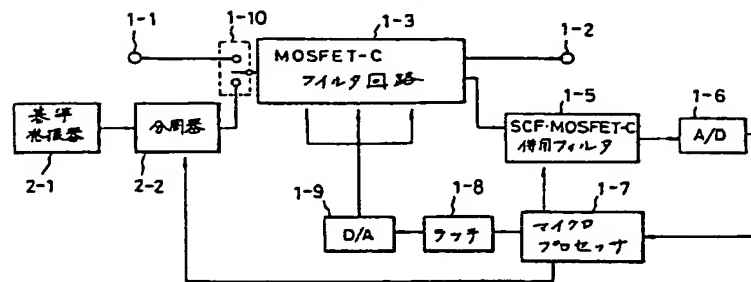 1-10
1-1
1-3
1-2
MOSFET-C
フィルタ回路
1-5
1-6
基準
発振器
分周器
SCF·MOSFET-C
併用フィルタ
A/D
2-1
2-2
1-9
1-8
1-7
D/A
ラッチ
マイクロ
プロセッサ